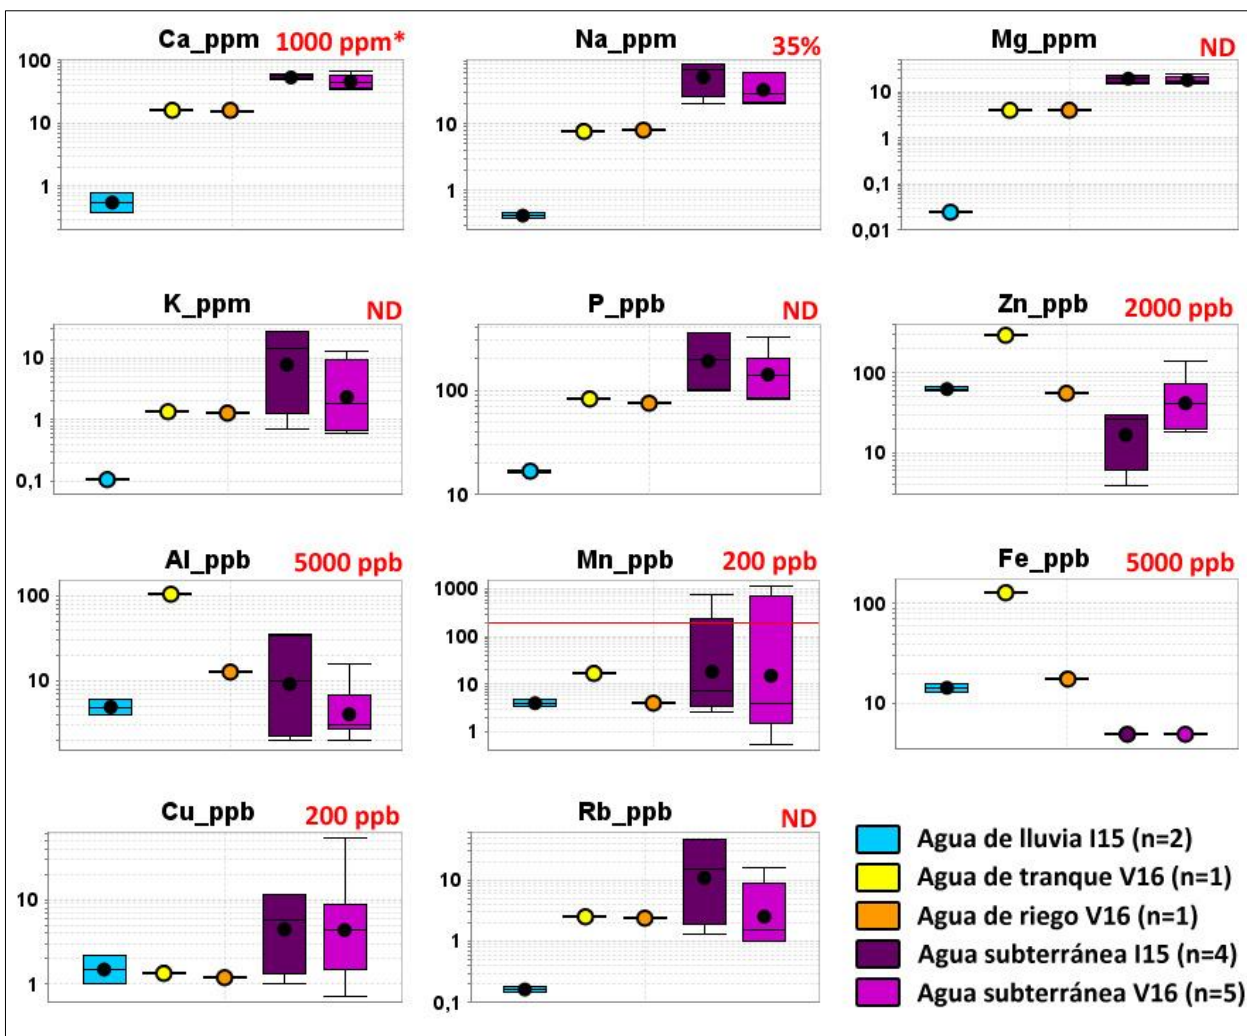 Ca_ppm 1000 ppm*
100
10
1
Na_ppm 35%
10
1
Mg_ppm ND
10
1
0,1
0,01
K_ppm ND
10
1
0,1
P_ppb ND
100
10
Zn_ppb 2000 ppb
100
10
Al_ppb 5000 ppb
100
10
Mn_ppb 200 ppb
1000
100
10
1
Fe_ppb 5000 ppb
100
10
Cu_ppb 200 ppb
10
1
Rb_ppb ND
10
1
0,1
Agua de lluvia I15 (n=2)
Agua de tranque V16 (n=1)
Agua de riego V16 (n=1)
Agua subterránea I15 (n=4)
Agua subterránea V16 (n=5)